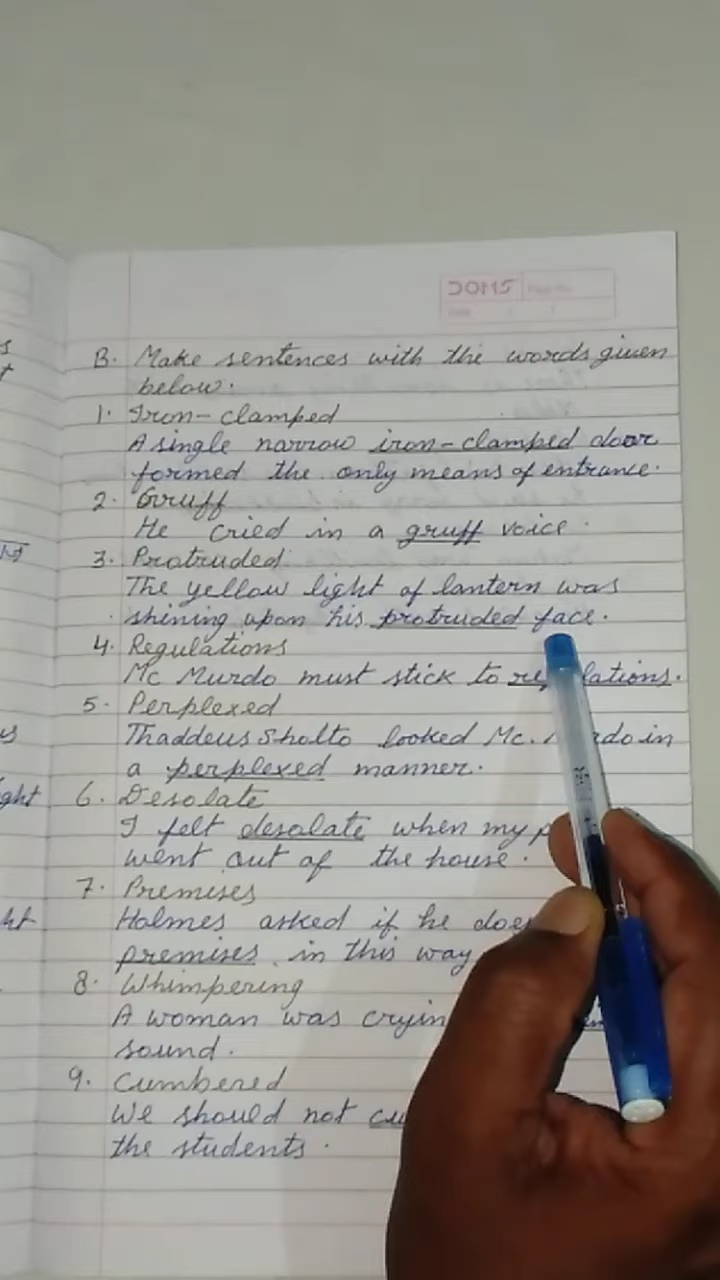 DOMS
B. Make sentences with the words given
below.
1. Iron-clamped
A single narrow iron-clamped door
formed the only means of entrance.
2. Gruff
He cried in a gruff voice.
3. Protruded
The yellow light of lantern was
shining upon his protruded face.
4. Regulations
Mc Murdo must stick to
5. Perplexed
Thaddeus Sholto looked Mc. in
a perplexed manner.
6. Desolate
I felt desolate when my
went out of the house.
7. Premises
Holmes asked if he
premises in this way
8. Whimpering
A woman was
sound.
9. Cumbered
We should not
the students.